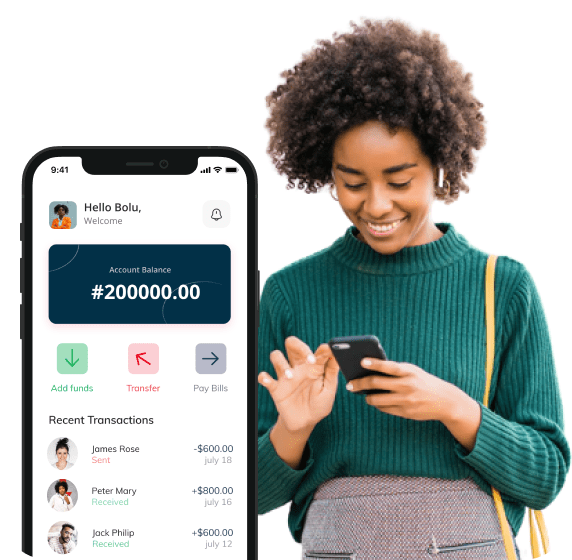 9:41
Hello Bolu,
Welcome
Account Balance
#200000.00
Add funds
Transfer
Pay Bills
Recent Transactions
James Rose
-$600.00
Sent
july 18
Peter Mary
+$800.00
Received
july 16
Jack Philip
+$600.00
Received
july 12